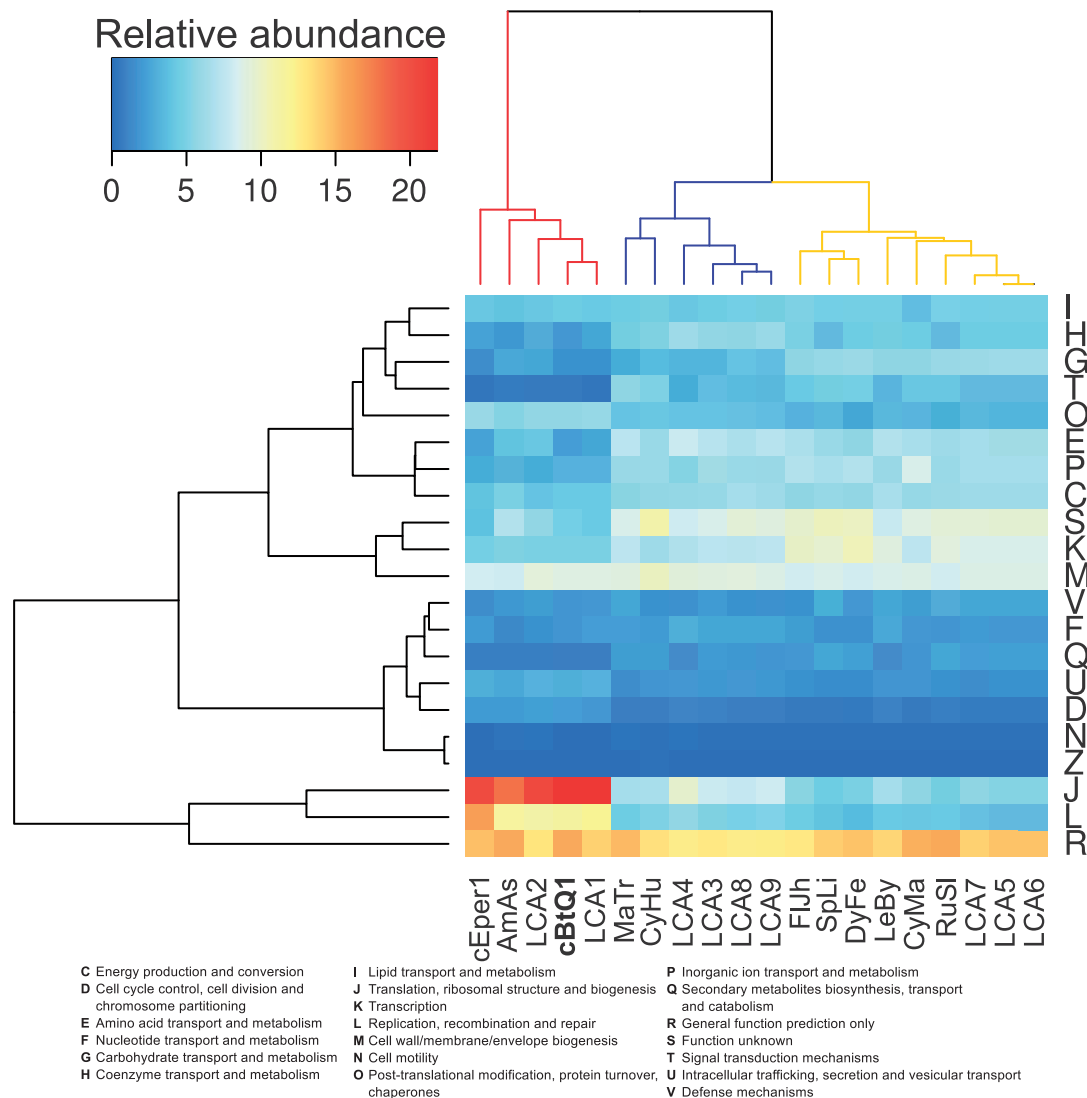 Relative abundance
0 5 10 15 20
I
H
G
T
O
E
P
C
S
K
M
V
F
Q
U
D
N
Z
J
L
R
cEper1 AmAs LCA2 cBtQ1 LCA1 MaTr CyHu LCA4 LCA3 LCA8 LCA9 FlJh SpLi DyFe LeBy CyMa RuSl LCA7 LCA5 LCA6
C Energy production and conversion
D Cell cycle control, cell division and
chromosome partitioning
E Amino acid transport and metabolism
F Nucleotide transport and metabolism
G Carbohydrate transport and metabolism
H Coenzyme transport and metabolism
I Lipid transport and metabolism
J Translation, ribosomal structure and biogenesis
K Transcription
L Replication, recombination and repair
M Cell wall/membrane/envelope biogenesis
N Cell motility
O Post-translational modification, protein turnover,
chaperones
P Inorganic ion transport and metabolism
Q Secondary metabolites biosynthesis, transport
and catabolism
R General function prediction only
S Function unknown
T Signal transduction mechanisms
U Intracellular trafficking, secretion and vesicular transport
V Defense mechanisms